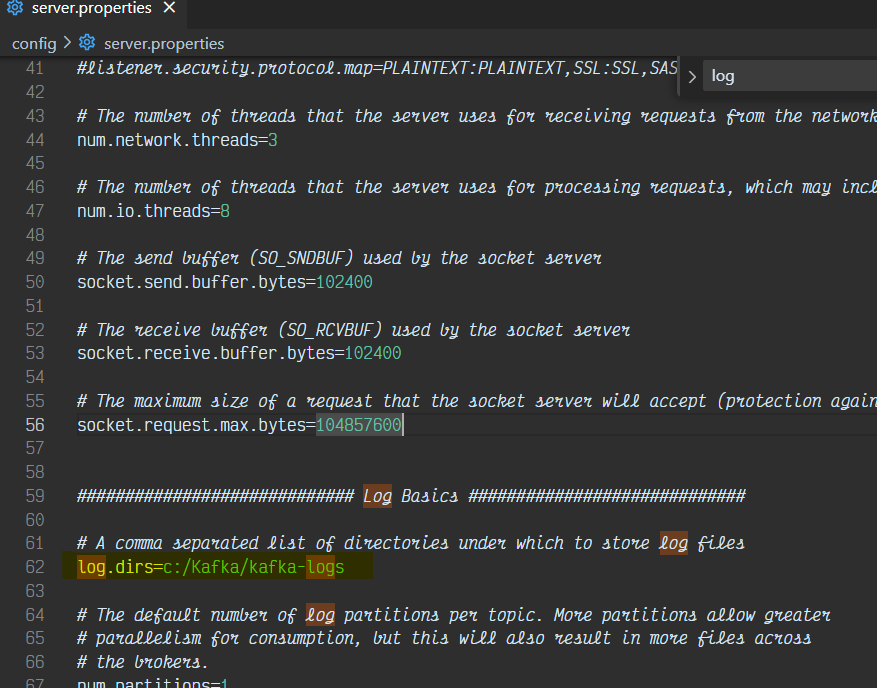 server.properties
config > server.properties
log
41 #listener.security.protocol.map=PLAINTEXT:PLAINTEXT,SSL:SSL,SAS
42
43 # The number of threads that the server uses for receiving requests from the network
44 num.network.threads=3
45
46 # The number of threads that the server uses for processing requests, which may incl
47 num.io.threads=8
48
49 # The send buffer (SO_SNDBUF) used by the socket server
50 socket.send.buffer.bytes=102400
51
52 # The receive buffer (SO_RCVBUF) used by the socket server
53 socket.receive.buffer.bytes=102400
54
55 # The maximum size of a request that the socket server will accept (protection again
56 socket.request.max.bytes=104857600
57
58
59 ############################# Log Basics #############################
60
61 # A comma separated list of directories under which to store log files
62 log.dirs=c:/Kafka/kafka-logs
63
64 # The default number of log partitions per topic. More partitions allow greater
65 # parallelism for consumption, but this will also result in more files across
66 # the brokers.
67 num.partitions=1